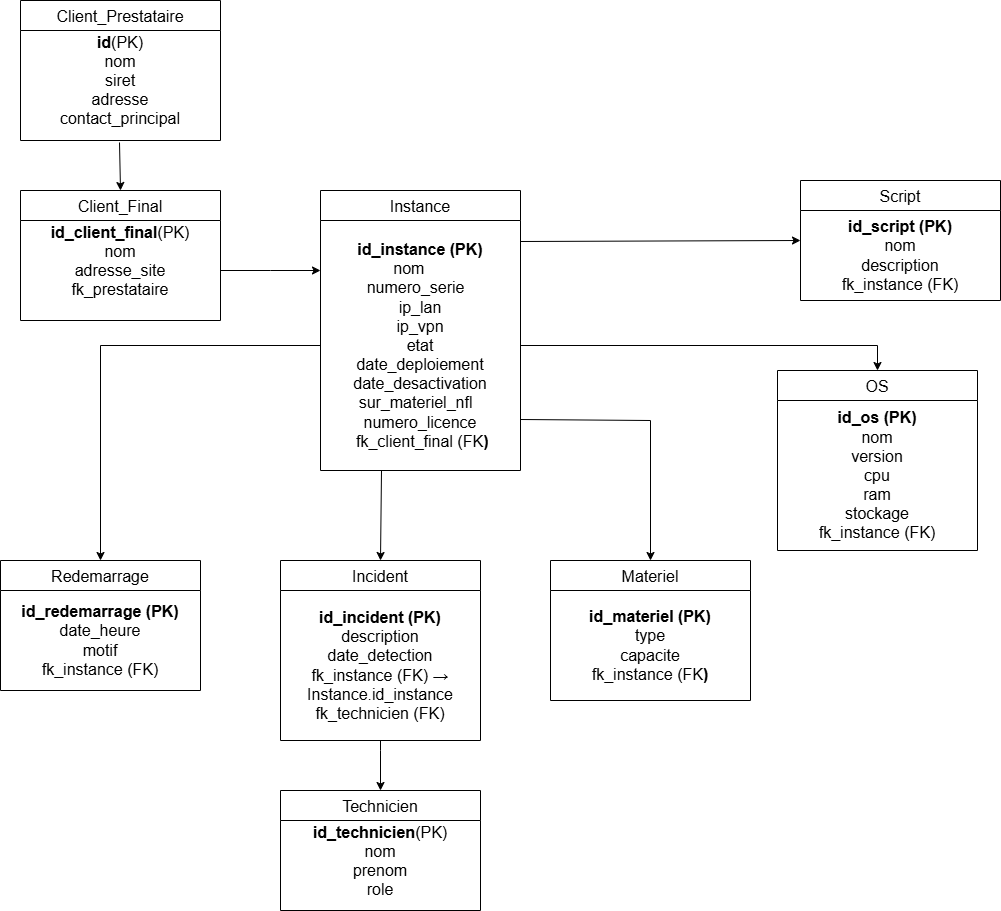 Client_Prestataire
id(PK)
nom
siret
adresse
contact_principal
Client_Final
id_client_final(PK)
nom
adresse_site
fk_prestataire
Instance
id_instance (PK)
nom
numero_serie
ip_lan
ip_vpn
etat
date_deploiement
date_desactivation
sur_materiel_nfl
numero_licence
fk_client_final (FK)
Script
id_script (PK)
nom
description
fk_instance (FK)
OS
id_os (PK)
nom
version
cpu
ram
stockage
fk_instance (FK)
Redemarrage
id_redemarrage (PK)
date_heure
motif
fk_instance (FK)
Incident
id_incident (PK)
description
date_detection
fk_instance (FK) →
Instance.id_instance
fk_technicien (FK)
Materiel
id_materiel (PK)
type
capacite
fk_instance (FK)
Technicien
id_technicien(PK)
nom
prenom
role